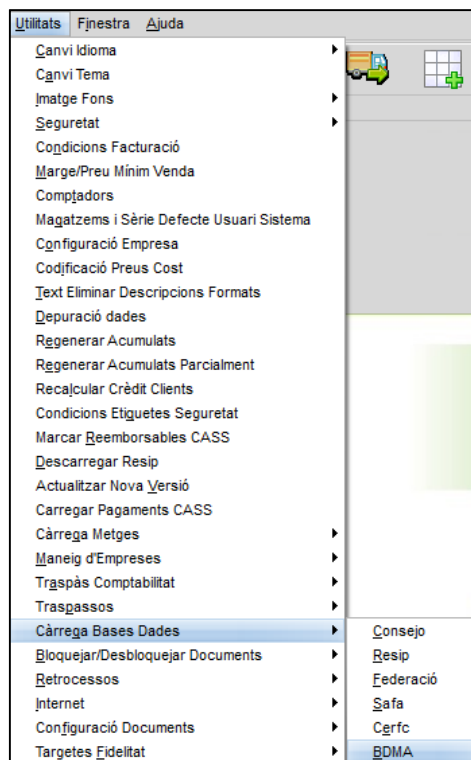 Utilitats Finestra Ajuda
Canvi Idioma
Canvi Tema
Imatge Fons
Seguretat
Condicions Facturació
Marge/Preu Mínim Venda
Comptadors
Magatzems i Sèrie Defecte Usuari Sistema
Configuració Empresa
Codificació Preus Cost
Text Eliminar Descripcions Formats
Depuració dades
Regenerar Acumulats
Regenerar Acumulats Parcialment
Recalcular Crèdit Clients
Condicions Etiquetes Seguretat
Marcar Reemborsables CASS
Descarregar Resip
Actualitzar Nova Versió
Carregar Pagaments CASS
Càrrega Metges
Maneig d'Empreses
Traspàs Comptabilitat
Traspassos
Càrrega Bases Dades
Bloquejar/Desbloquejar Documents
Retrocessos
Internet
Configuració Documents
Targetes Fidelitat
Consejo
Resip
Federació
Safa
Cerfc
BDMA